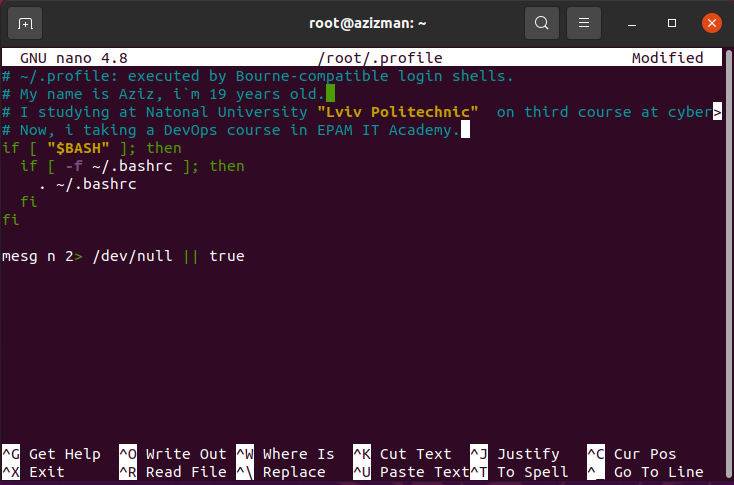 root@azizman: ~
GNU nano 4.8 /root/.profile Modified
# ~/.profile: executed by Bourne-compatible login shells.
# My name is Aziz, i`m 19 years old.
# I studying at Natonal University "Lviv Politechnic"  on third course at cyber>
# Now, i taking a DevOps course in EPAM IT Academy.
if [ "$BASH" ]; then
  if [ -f ~/.bashrc ]; then
    . ~/.bashrc
  fi
fi

mesg n 2> /dev/null || true
^G Get Help ^O Write Out ^W Where Is ^K Cut Text ^J Justify ^C Cur Pos
^X Exit ^R Read File ^\ Replace ^U Paste Text ^T To Spell ^_ Go To Line